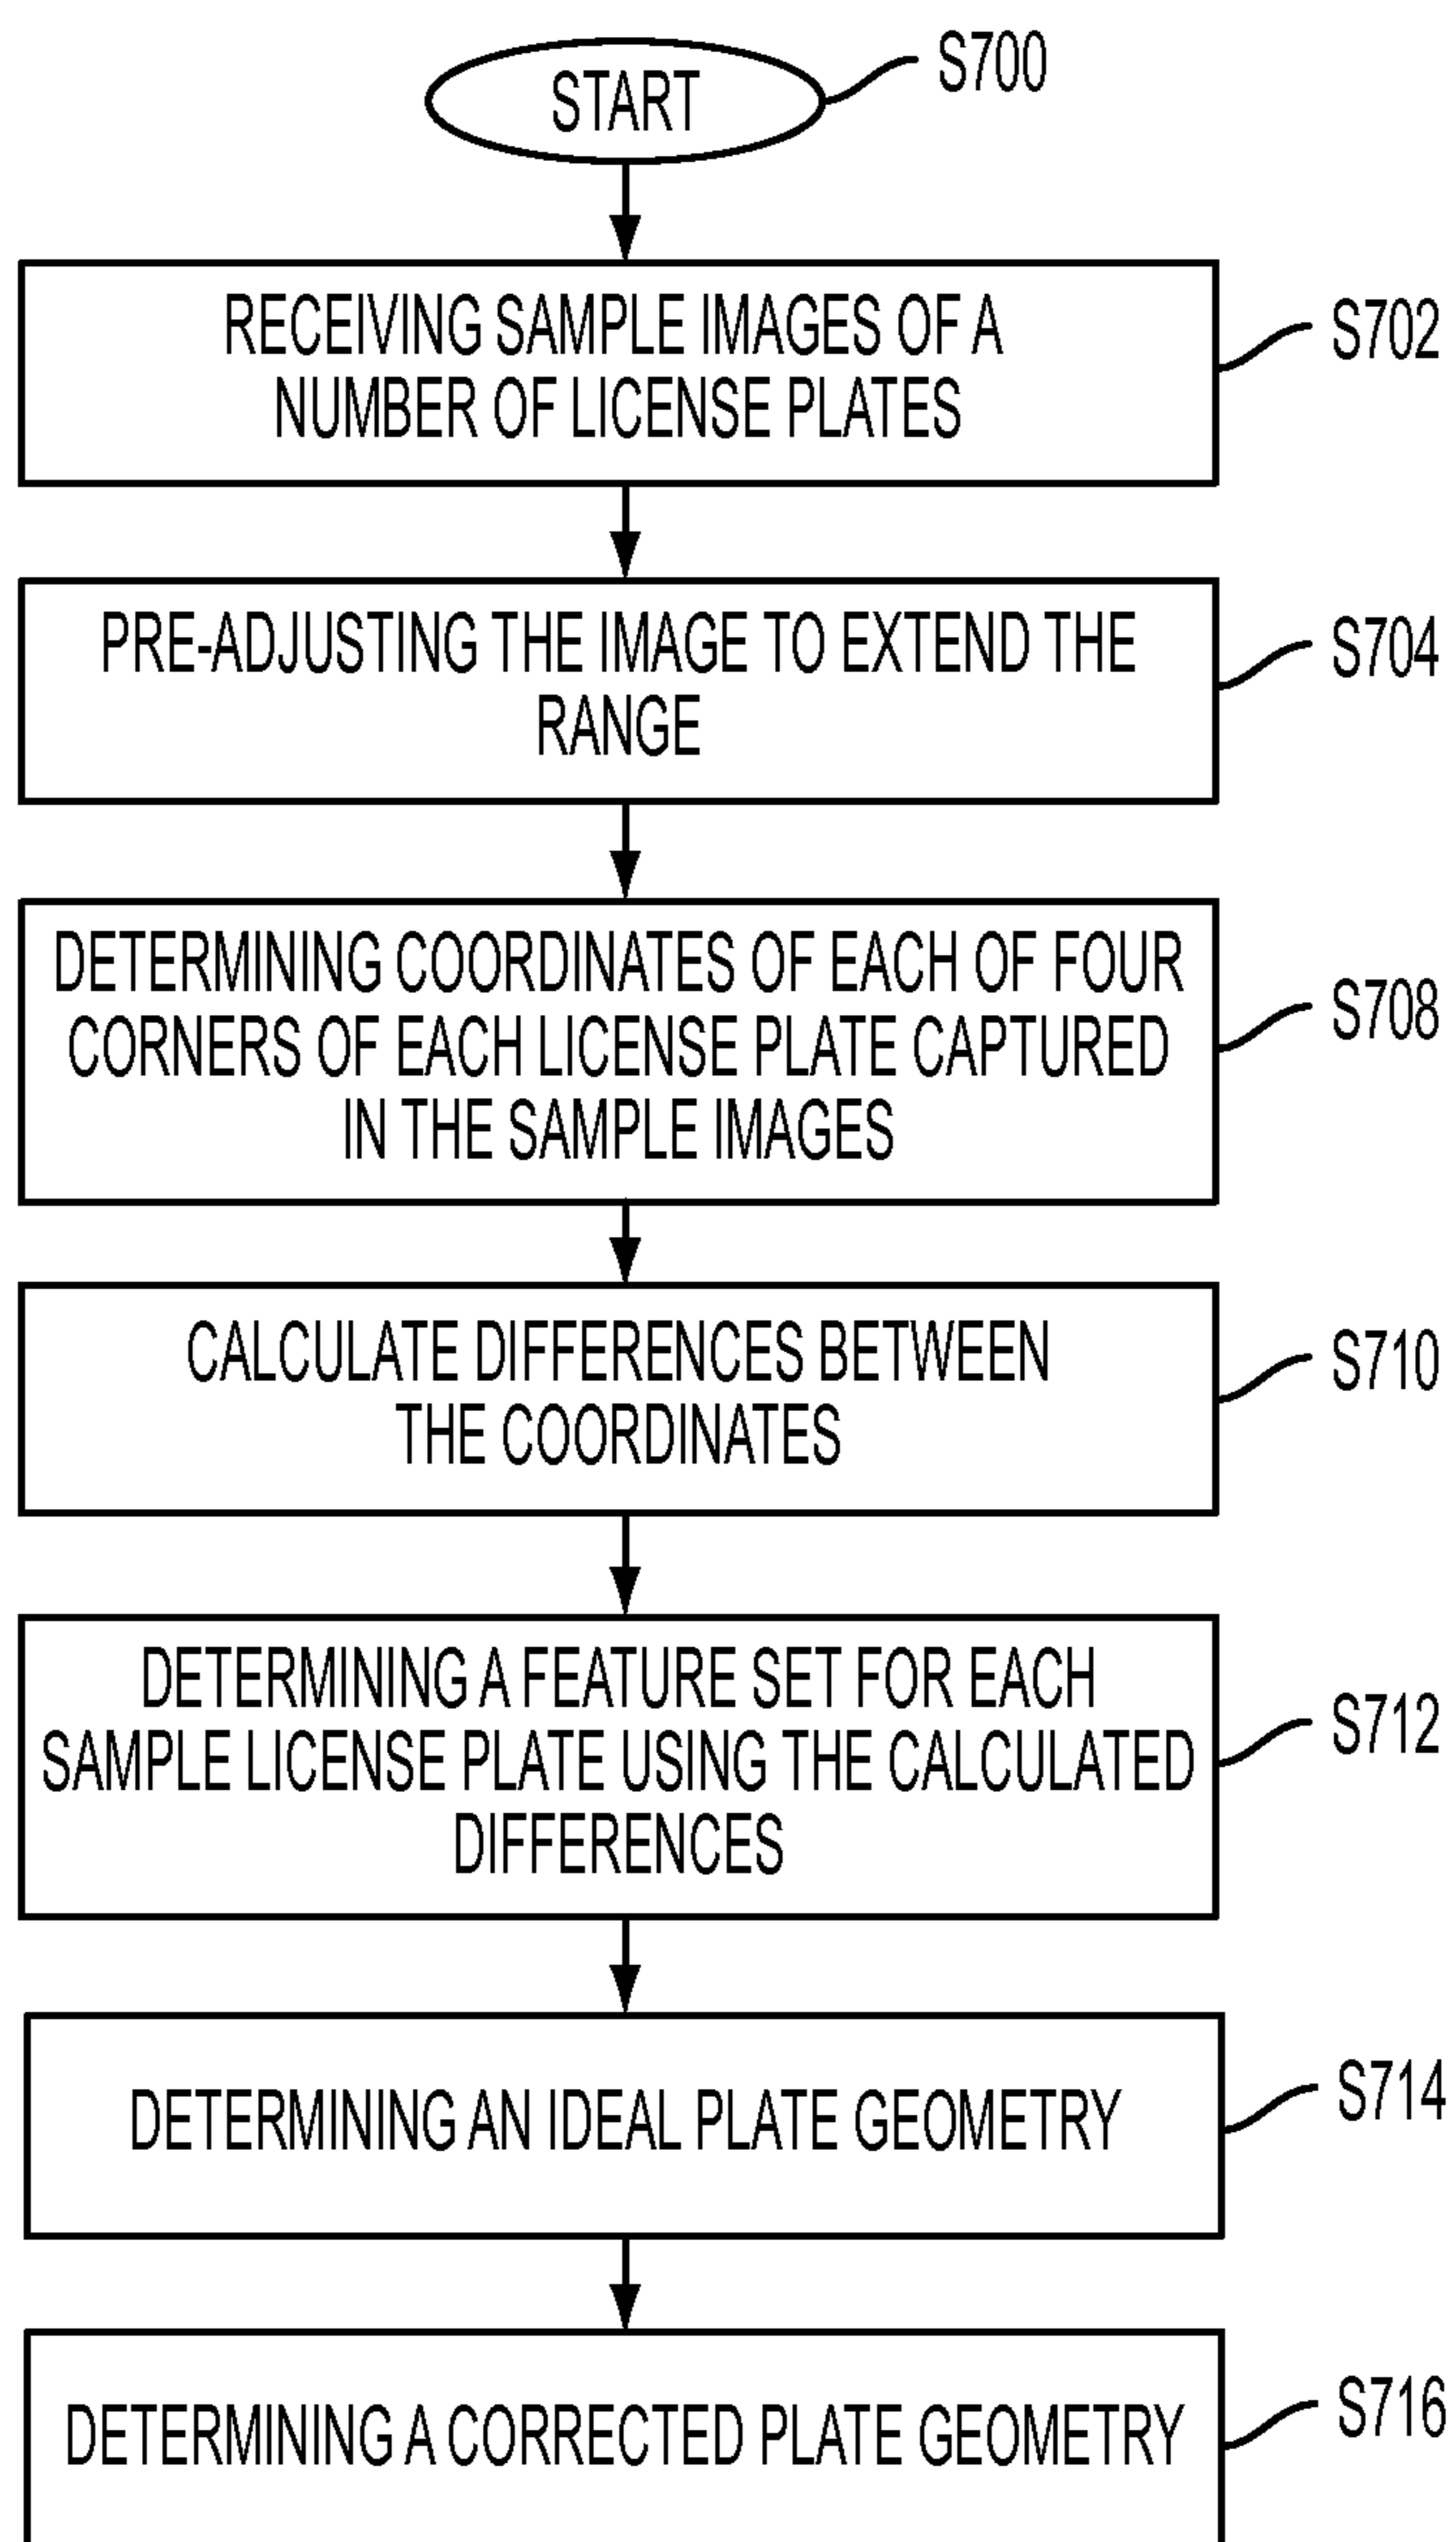 START
S700
RECEIVING SAMPLE IMAGES OF A
NUMBER OF LICENSE PLATES
S702
PRE-ADJUSTING THE IMAGE TO EXTEND THE
RANGE
S704
DETERMINING COORDINATES OF EACH OF FOUR
CORNERS OF EACH LICENSE PLATE CAPTURED
IN THE SAMPLE IMAGES
S708
CALCULATE DIFFERENCES BETWEEN
THE COORDINATES
S710
DETERMINING A FEATURE SET FOR EACH
SAMPLE LICENSE PLATE USING THE CALCULATED
DIFFERENCES
S712
DETERMINING AN IDEAL PLATE GEOMETRY
S714
DETERMINING A CORRECTED PLATE GEOMETRY
S716